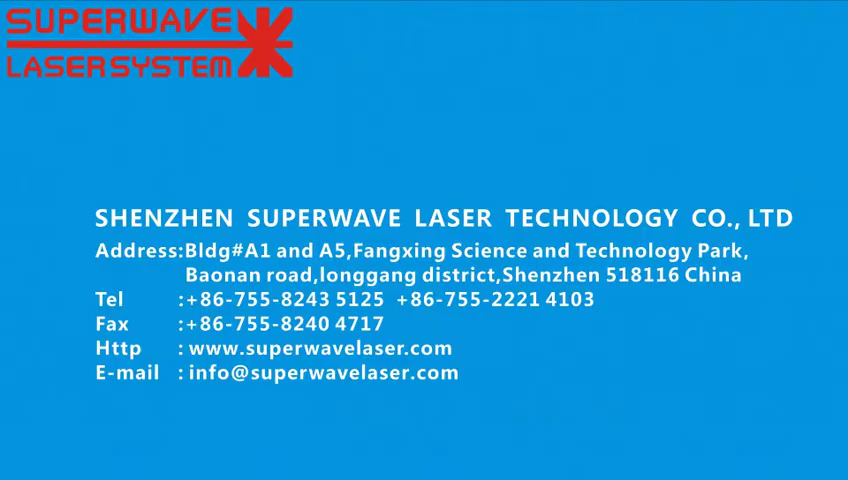 SUPERWAVE
LASER SYSTEM
SHENZHEN SUPERWAVE LASER TECHNOLOGY CO., LTD
Address:Bldg#A1 and A5,Fangxing Science and Technology Park,
Baonan road,longgang district,Shenzhen 518116 China
Tel :+86-755-8243 5125 +86-755-2221 4103
Fax :+86-755-8240 4717
Http : www.superwavelaser.com
E-mail : info@superwavelaser.com